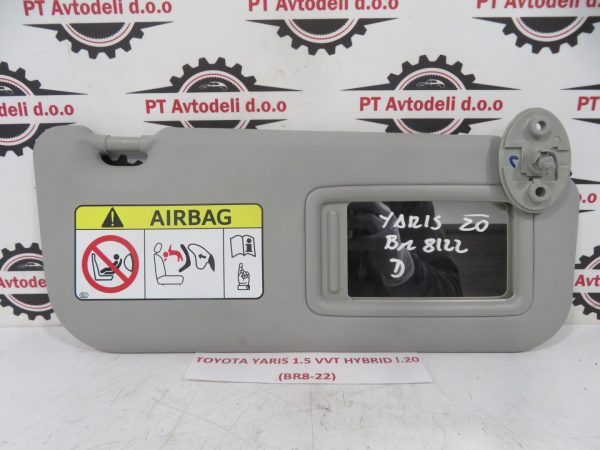 PT Avtodeli d.o.o
PT Avtodeli d.o.o
PT Avtodeli d.o.o
PT Avtodeli d.o.o
AIRBAG
YARIS 20
BR 8122
D
TOYOTA YARIS 1.5 VVT HYBRID l.20
(BR8-22)